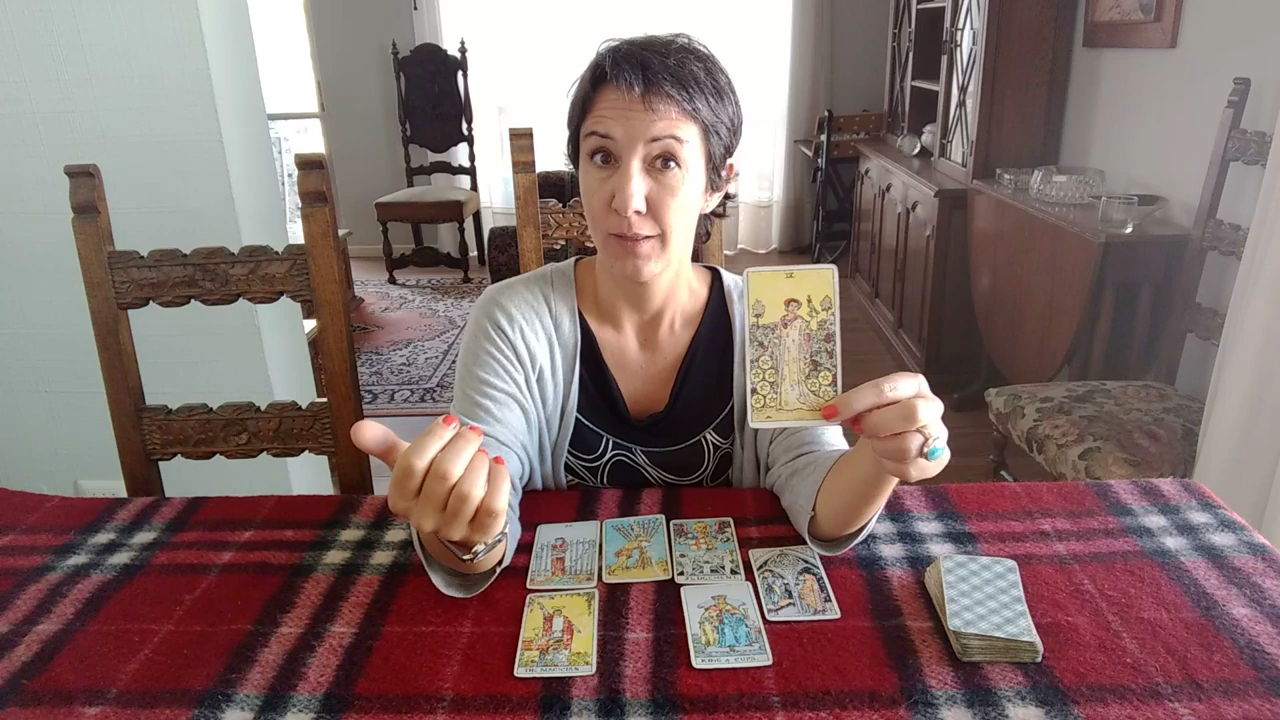 IX
JUDGEMENT.
THE MAGICIAN.
KING of CUPS.